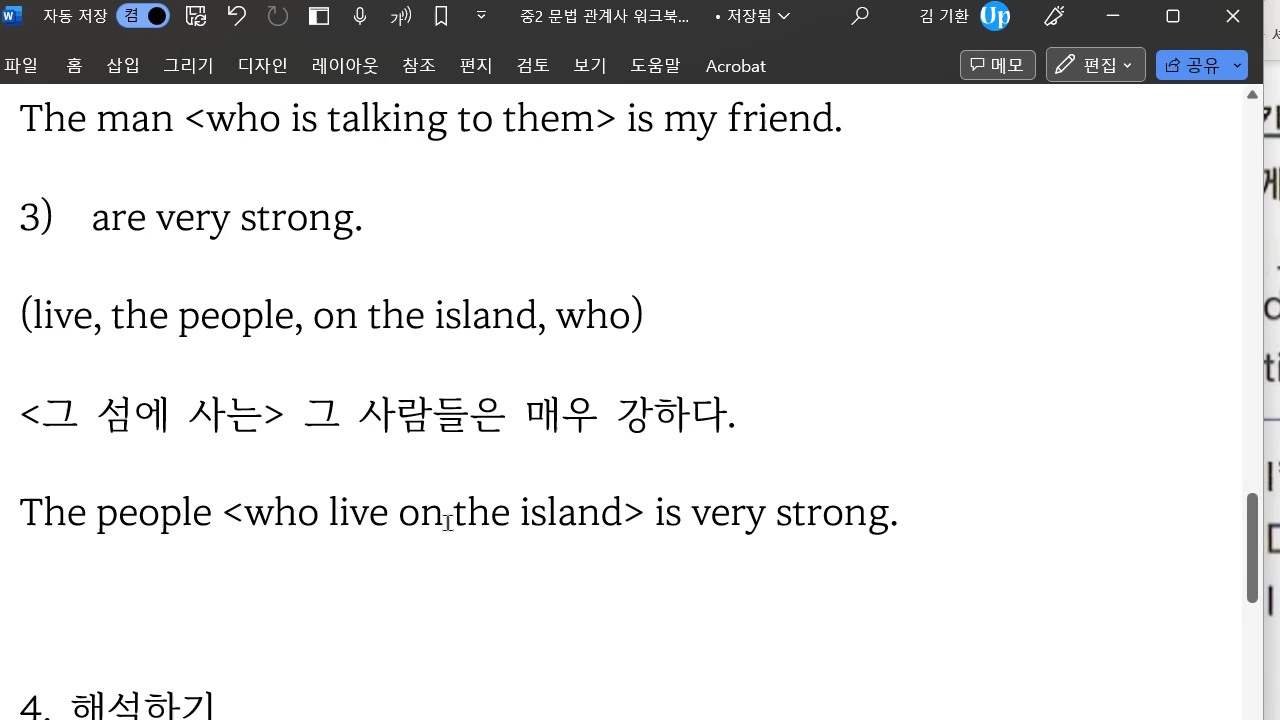 자동 저장 켬 가)) 중2 문법 관계사 워크북... • 저장됨 김 기환 Up
파일 홈 삽입 그리기 디자인 레이아웃 참조 편지 검토 보기 도움말 Acrobat 메모 편집 공유
The man <who is talking to them> is my friend.
3) are very strong.
(live, the people, on the island, who)
<그 섬에 사는> 그 사람들은 매우 강하다.
The people <who live on the island> is very strong.
4. 해석하기